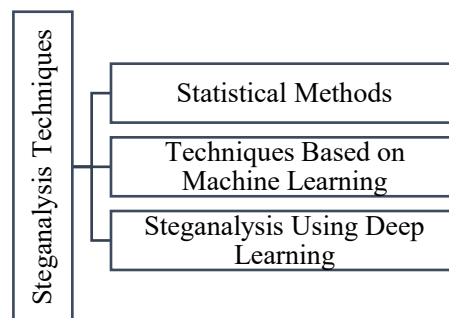 Steganalysis Techniques
Statistical Methods
Techniques Based on
Machine Learning
Steganalysis Using Deep
Learning